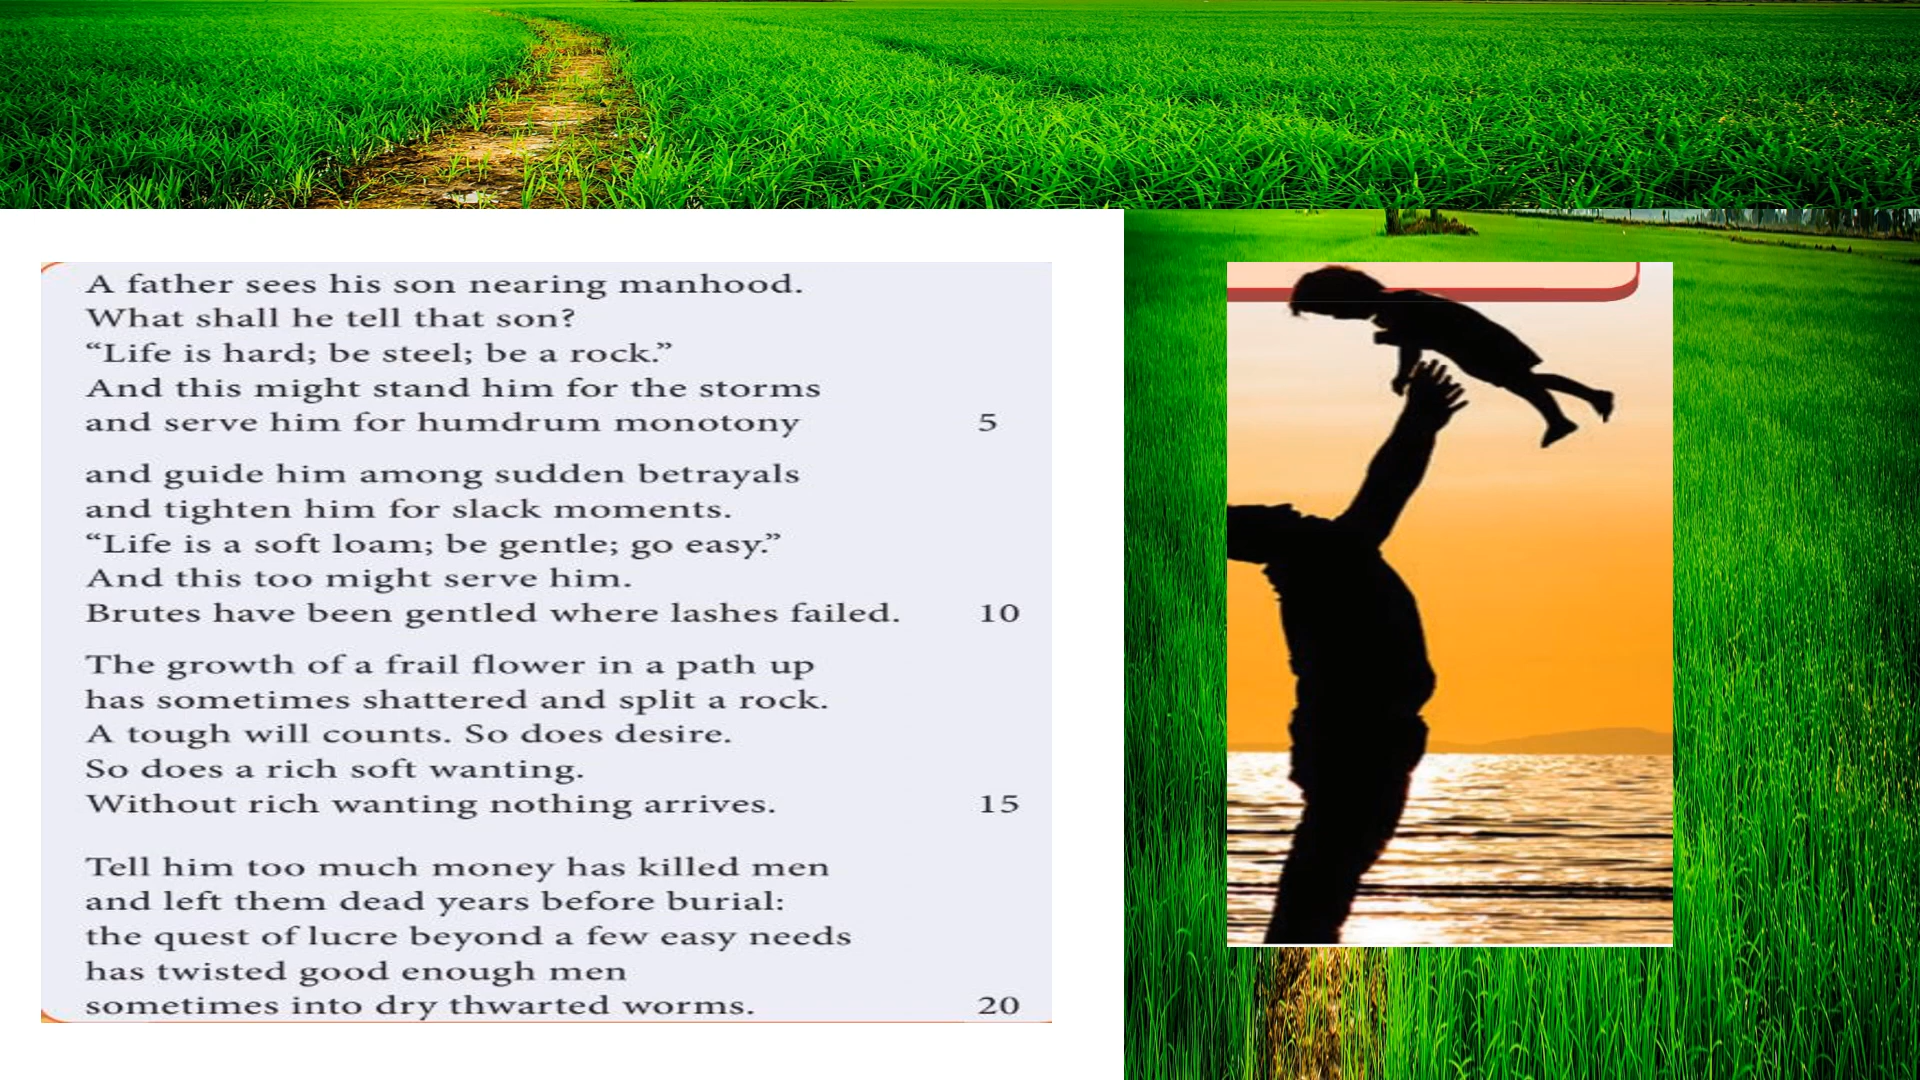 A father sees his son nearing manhood.
What shall he tell that son?
“Life is hard; be steel; be a rock.”
And this might stand him for the storms
and serve him for humdrum monotony 5
and guide him among sudden betrayals
and tighten him for slack moments.
“Life is a soft loam; be gentle; go easy.”
And this too might serve him.
Brutes have been gentled where lashes failed. 10
The growth of a frail flower in a path up
has sometimes shattered and split a rock.
A tough will counts. So does desire.
So does a rich soft wanting.
Without rich wanting nothing arrives. 15
Tell him too much money has killed men
and left them dead years before burial:
the quest of lucre beyond a few easy needs
has twisted good enough men
sometimes into dry thwarted worms. 20